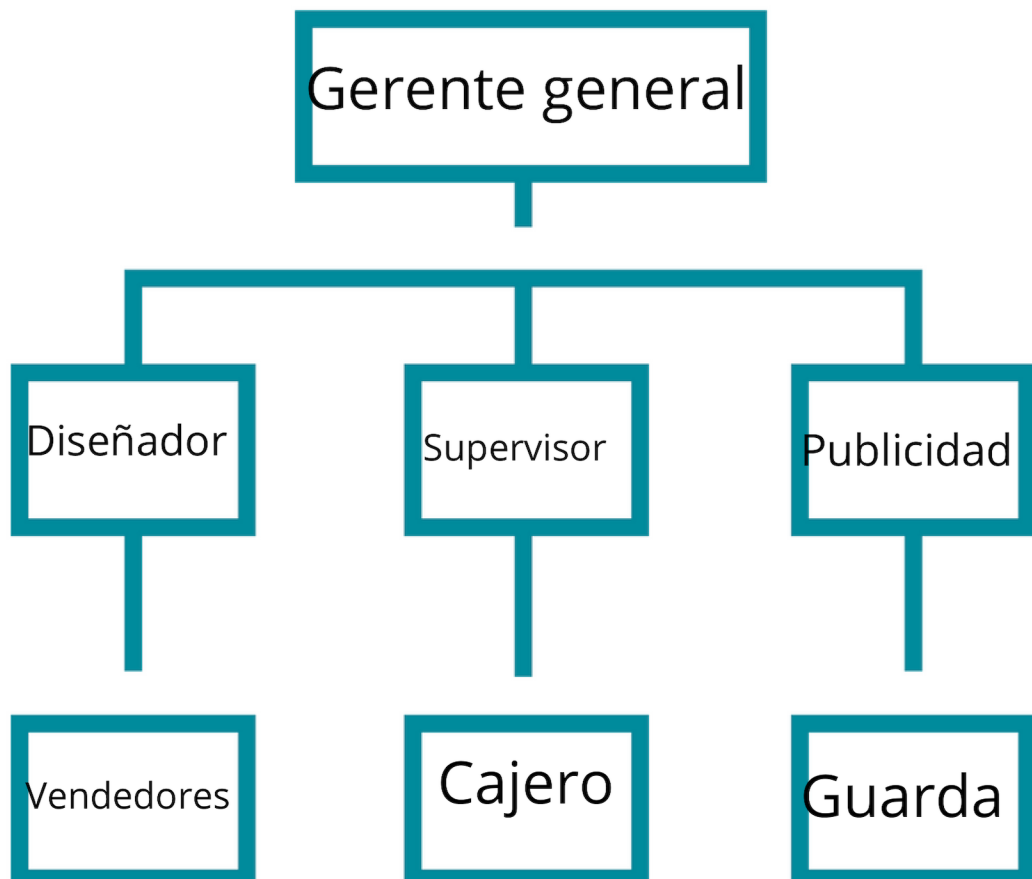 Gerente general
Diseñador
Supervisor
Publicidad
Vendedores
Cajero
Guarda